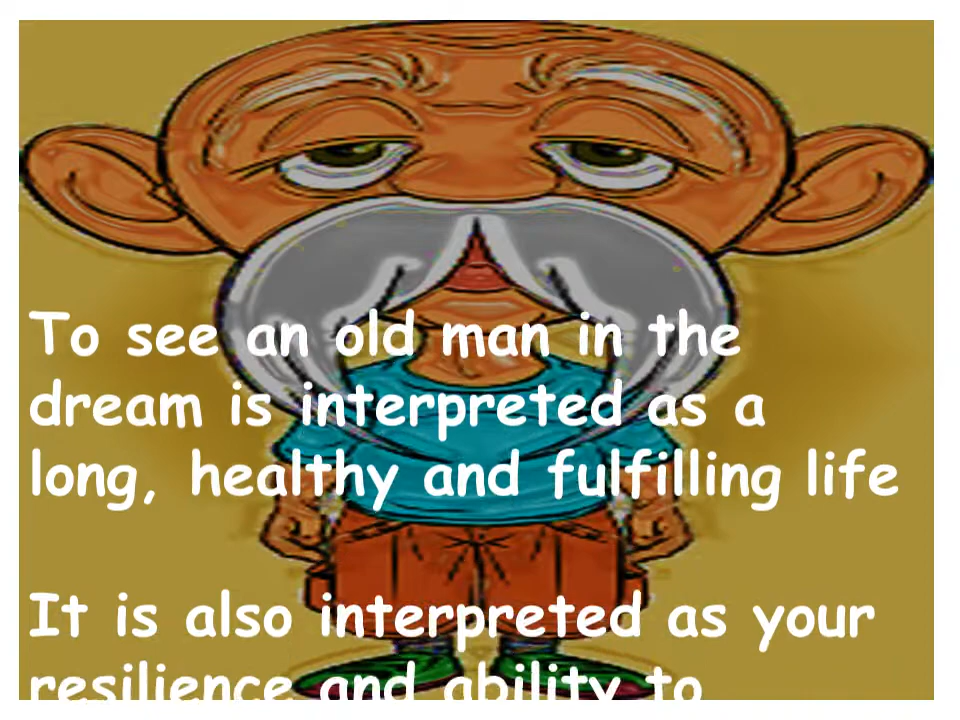 To see an old man in the
dream is interpreted as a
long, healthy and fulfilling life
It is also interpreted as your
resilience and ability to